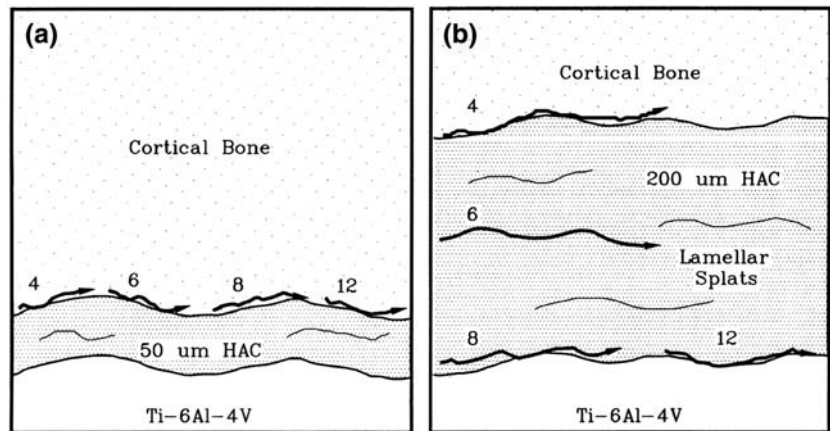 (a)
Cortical Bone
4 6 8 12
50 um HAC
Ti-6Al-4V
(b)
Cortical Bone
4
200 um HAC
6
Lamellar
Splats
8 12
Ti-6Al-4V